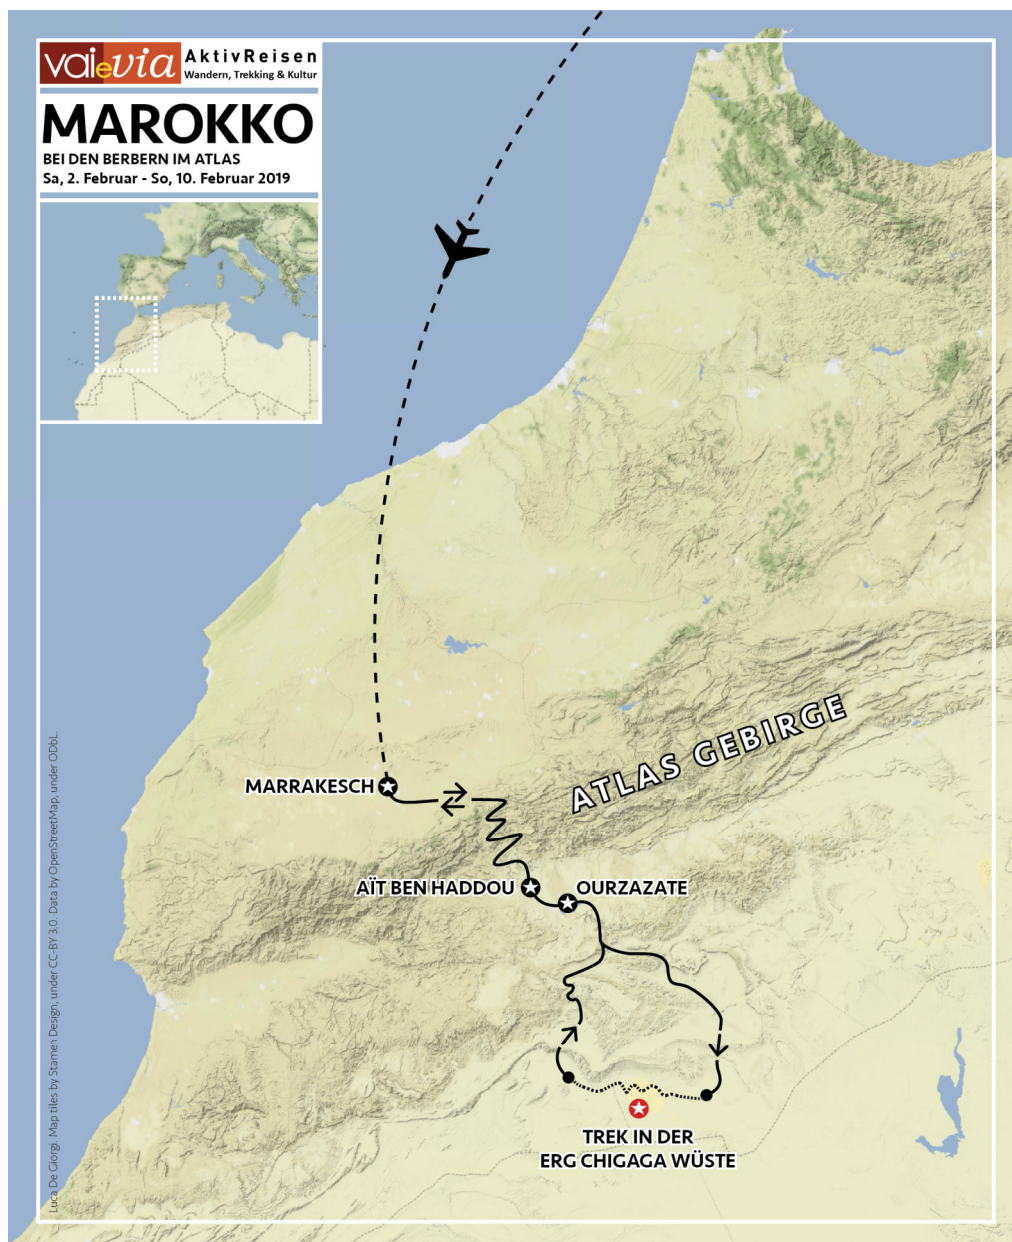 vaievia AktivReisen
Wandern, Trekking & Kultur
MAROKKO
BEI DEN BERBERN IM ATLAS
Sa, 2. Februar - So, 10. Februar 2019
ATLAS GEBIRGE
MARRAKESCH
AÏT BEN HADDOU
OURZAZATE
TREK IN DER
ERG CHIGAGA WÜSTE
Luca De Giorgi. Map tiles by Stamen Design, under CC-BY 3.0. Data by OpenStreetMap, under ODbL.